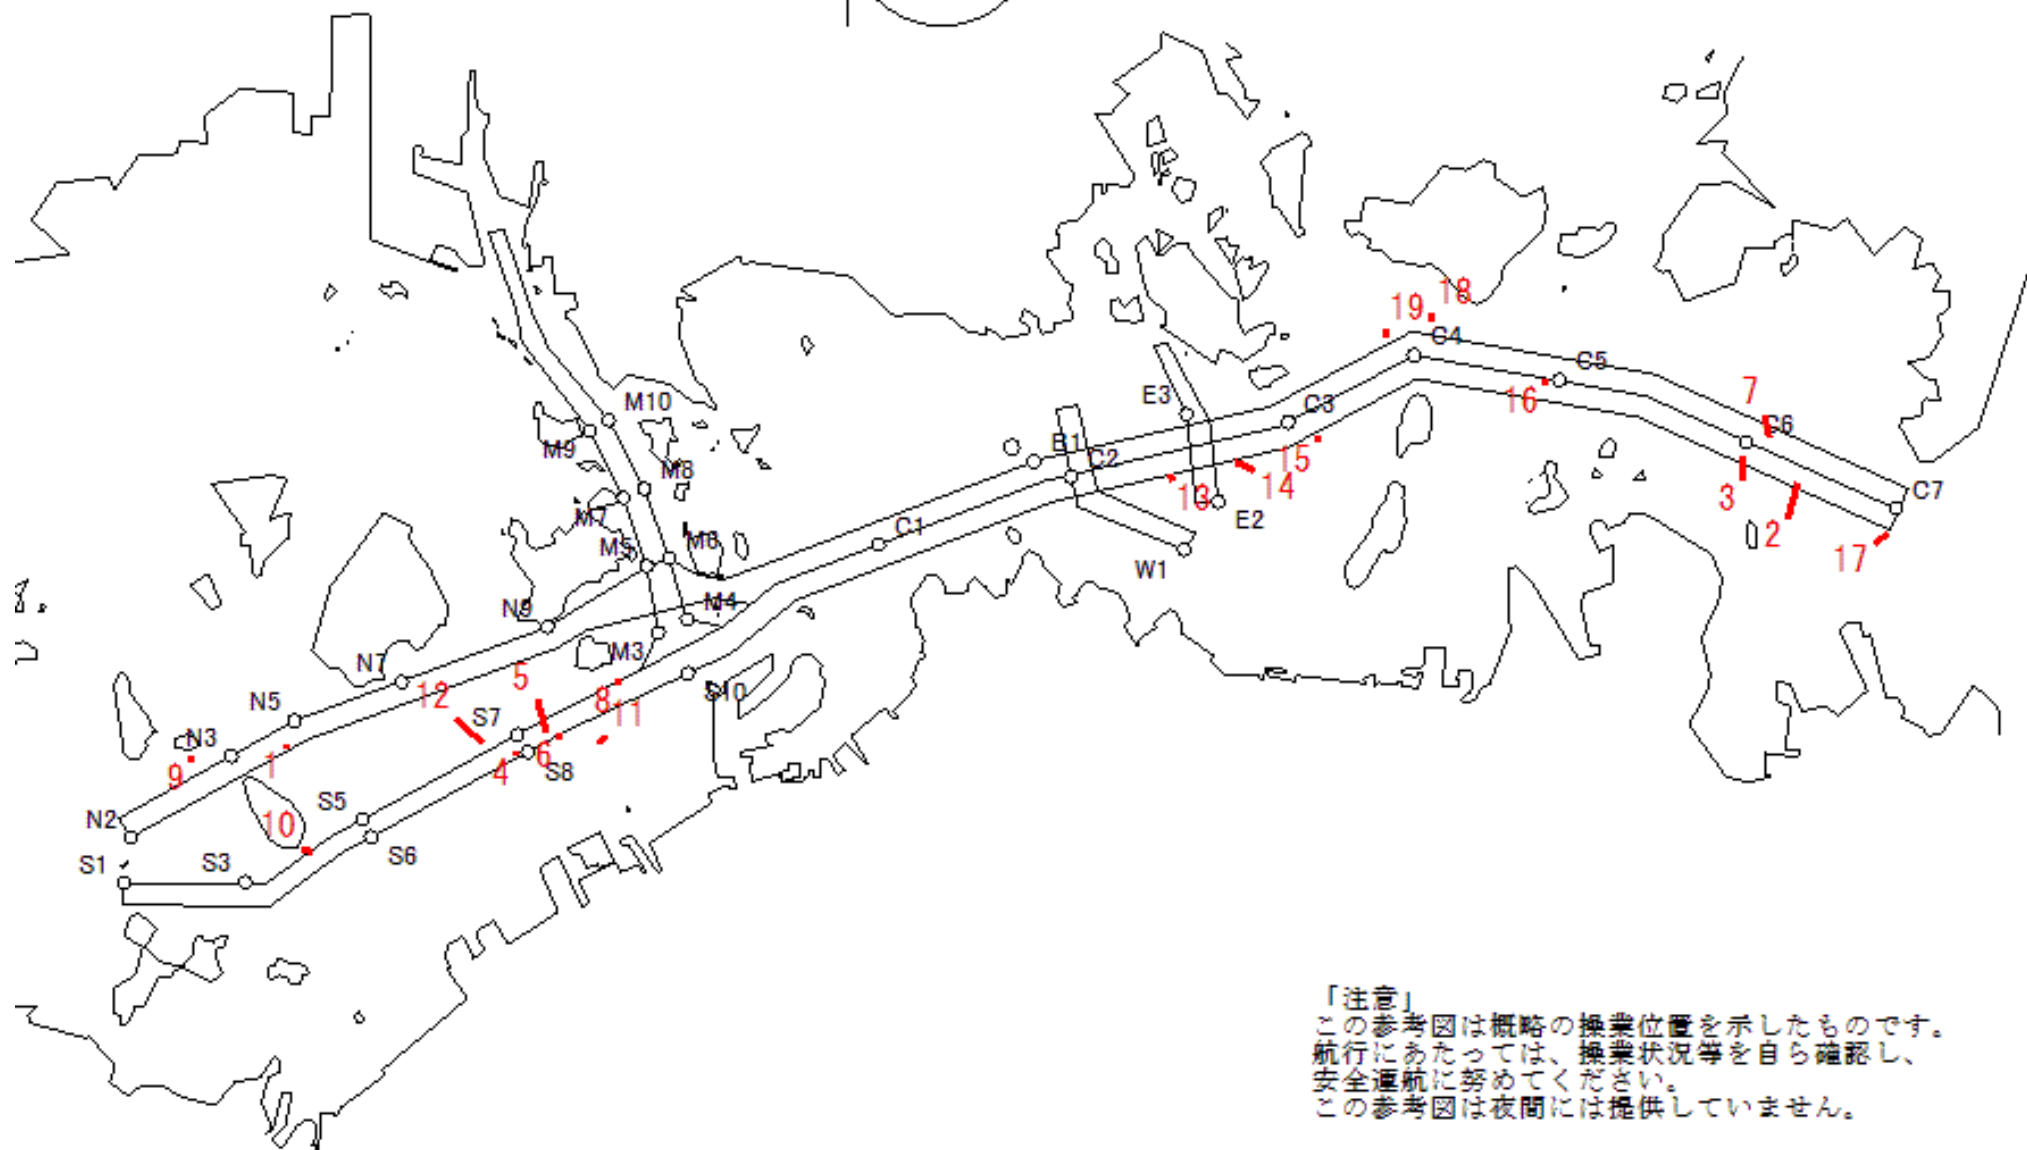 18
19
C4
C5
7
M10
E3
C3
C6
M9
B1
16
M8
C2
15
14
3
C7
13
M7
C1
E2
2
M5
M6
17
W1
N9
M4
M3
N7
5
12
8
S10
N5
S7
11
N3
1
6
9
4
S8
S5
N2
10
S6
S1
S3
「注意」
この参考図は概略の操業位置を示したものです。
航行にあたっては、操業状況等を自ら確認し、
安全運航に努めてください。
この参考図は夜間には提供していません。